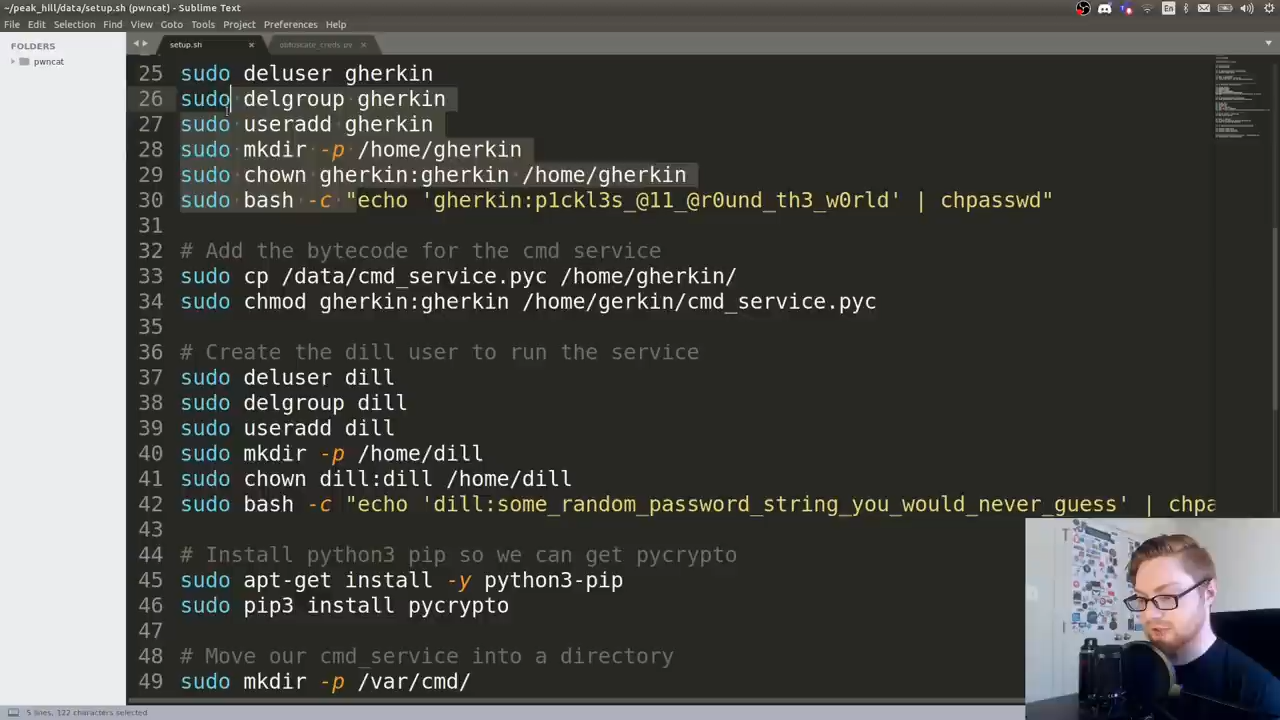 ~/peak_hill/data/setup.sh (pwncat) - Sublime Text
File Edit Selection Find View Goto Tools Project Preferences Help
En
FOLDERS
pwncat
setup.sh × obfuscate_creds.py ×
25 sudo deluser gherkin
26 sudo delgroup gherkin
27 sudo useradd gherkin
28 sudo mkdir -p /home/gherkin
29 sudo chown gherkin:gherkin /home/gherkin
30 sudo bash -c "echo 'gherkin:p1ckl3s_@11_@r0und_th3_w0rld' | chpasswd"
31
32 # Add the bytecode for the cmd service
33 sudo cp /data/cmd_service.pyc /home/gherkin/
34 sudo chmod gherkin:gherkin /home/gerkin/cmd_service.pyc
35
36 # Create the dill user to run the service
37 sudo deluser dill
38 sudo delgroup dill
39 sudo useradd dill
40 sudo mkdir -p /home/dill
41 sudo chown dill:dill /home/dill
42 sudo bash -c "echo 'dill:some_random_password_string_you_would_never_guess' | chpa
43
44 # Install python3 pip so we can get pycrypto
45 sudo apt-get install -y python3-pip
46 sudo pip3 install pycrypto
47
48 # Move our cmd_service into a directory
49 sudo mkdir -p /var/cmd/
5 lines, 122 characters selected